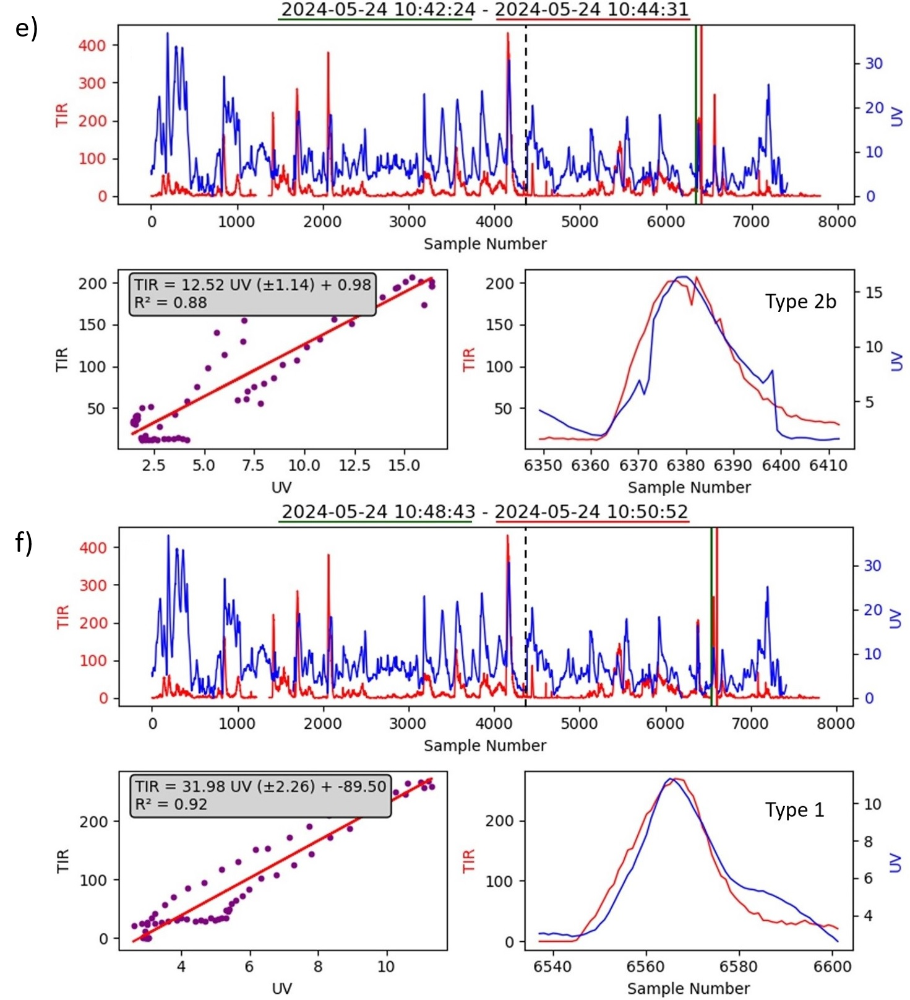 e)
2024-05-24 10:42:24 - 2024-05-24 10:44:31
400
300
200
100
0
TIR
30
20
10
0
UV
0 1000 2000 3000 4000 5000 6000 7000 8000
Sample Number
TIR = 12.52 UV (±1.14) + 0.98
R² = 0.88
200
150
100
50
TIR
2.5 5.0 7.5 10.0 12.5 15.0
UV
Type 2b
200
150
100
50
TIR
15
10
5
UV
6350 6360 6370 6380 6390 6400 6410
Sample Number
f)
2024-05-24 10:48:43 - 2024-05-24 10:50:52
400
300
200
100
0
TIR
30
20
10
0
UV
0 1000 2000 3000 4000 5000 6000 7000 8000
Sample Number
TIR = 31.98 UV (±2.26) + -89.50
R² = 0.92
200
100
0
TIR
4 6 8 10
UV
Type 1
200
100
0
TIR
10
8
6
4
UV
6540 6560 6580 6600
Sample Number